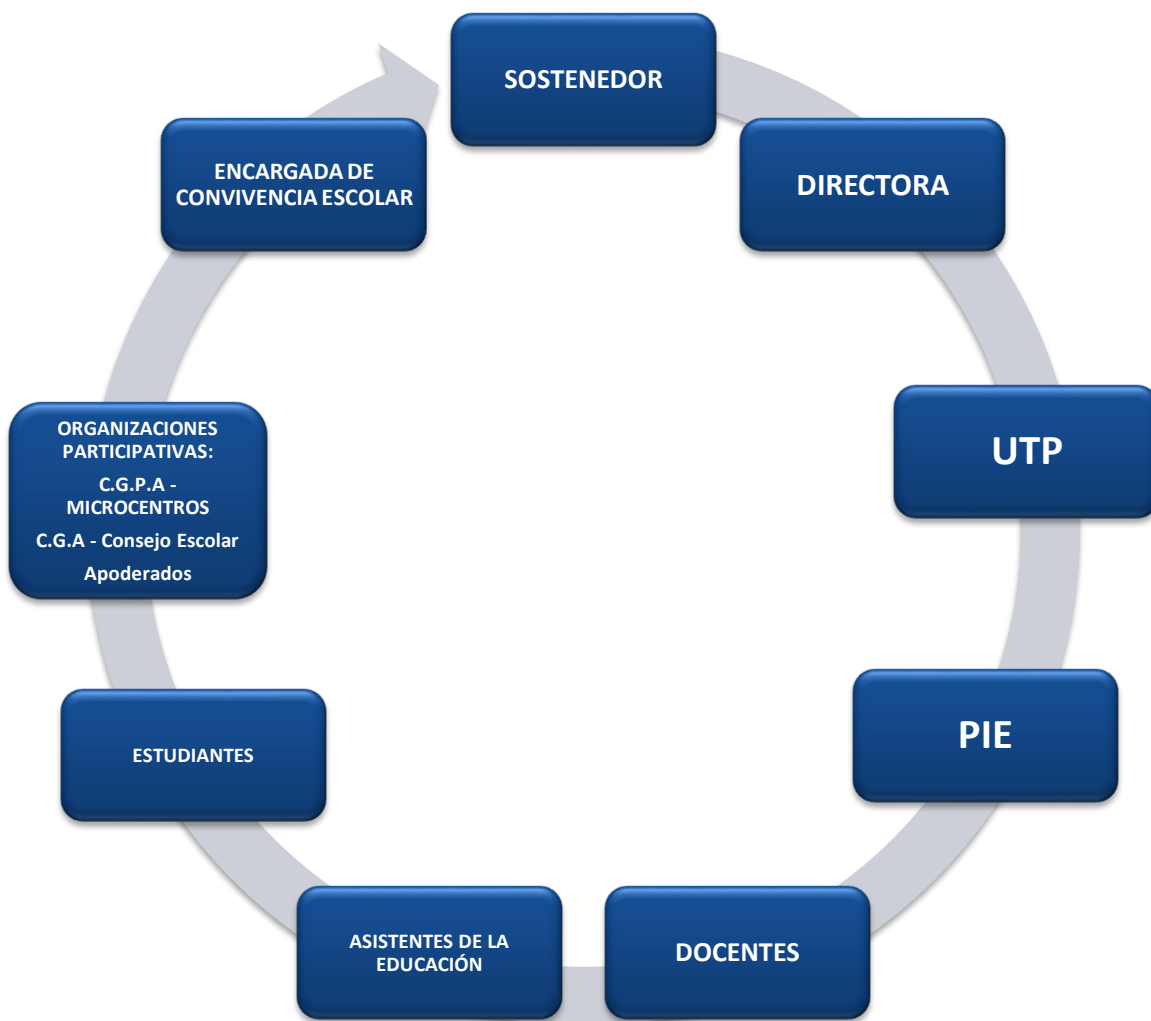 SOSTENEDOR
DIRECTORA
UTP
PIE
DOCENTES
ASISTENTES DE LA
EDUCACIÓN
ESTUDIANTES
ORGANIZACIONES
PARTICIPATIVAS:
C.G.P.A -
MICROCENTROS
C.G.A - Consejo Escolar
Apoderados
ENCARGADA DE
CONVIVENCIA ESCOLAR